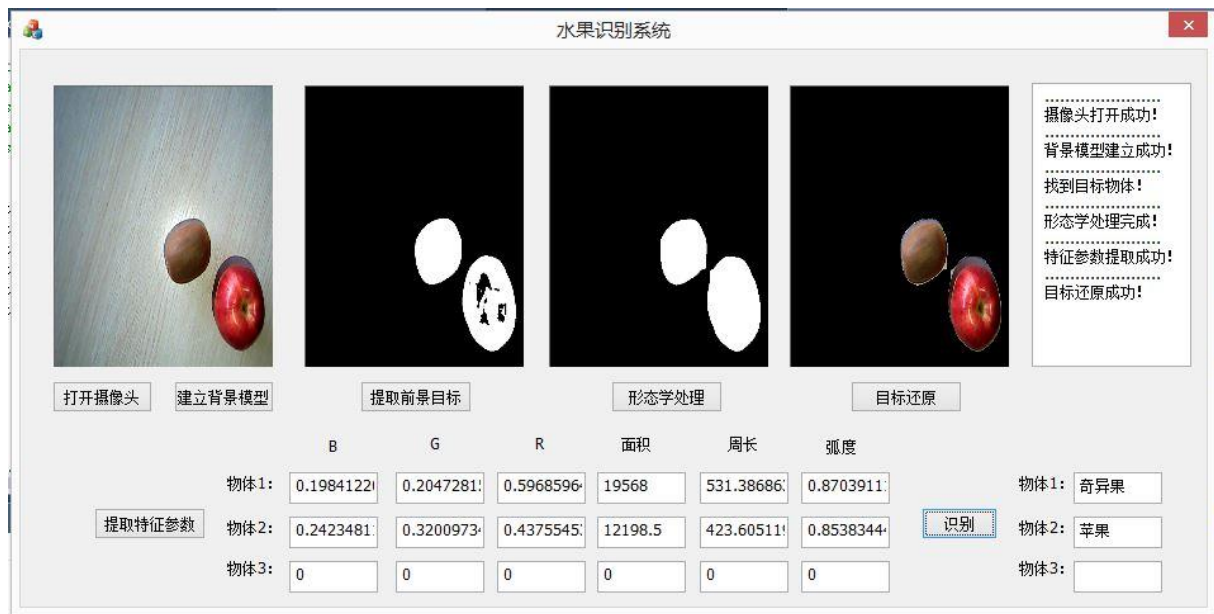 水果识别系统
摄像头打开成功!
背景模型建立成功!
找到目标物体!
形态学处理完成!
特征参数提取成功!
目标还原成功!
打开摄像头 建立背景模型 提取前景目标 形态学处理 目标还原
B G R 面积 周长 弧度
物体1: 0.1984122 0.2047281 0.5968596 19568 531.38686 0.8703911 物体1: 奇异果
提取特征参数 物体2: 0.2423481 0.3200973 0.4375545 12198.5 423.60511 0.8538344 识别 物体2: 苹果
物体3: 0 0 0 0 0 0 物体3: